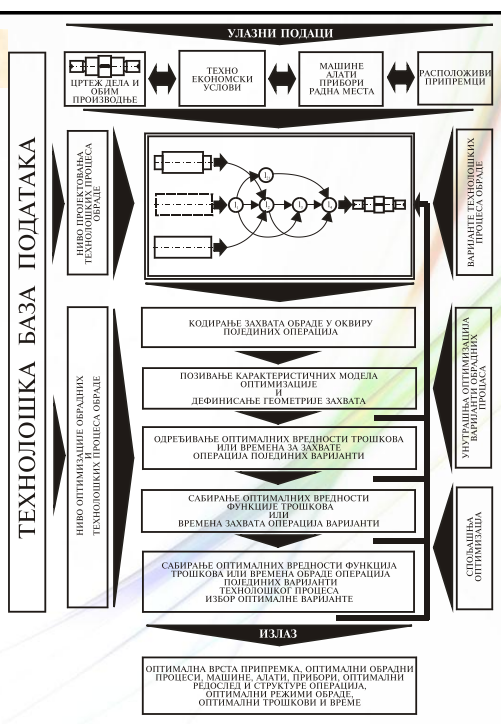 УЛАЗНИ ПОДАЦИ
ЦРТЕЖ ДЕЛА И
ОБИМ
ПРОИЗВОДЊЕ
ТЕХНО
ЕКОНОМСКИ
УСЛОВИ
МАШИНЕ
АЛАТИ
ПРИБОРИ
РАДНА МЕСТА
РАСПОЛОЖИВИ
ПРИПРЕМЦИ
ТЕХНОЛОШКА БАЗА ПОДАТАКА
НИВО ПРОЈЕКТОВАЊА
ТЕХНОЛОШКИХ ПРОЦЕСА
ОБРАДЕ
ВАРИЈАНТЕ ТЕХНОЛОШКИХ
ПРОЦЕСА ОБРАДЕ
НИВО ОПТИМИЗАЦИЈЕ ОБРАДНИХ
И
ТЕХНОЛОШКИХ ПРОЦЕСА ОБРАДЕ
КОДИРАЊЕ ЗАХВАТА ОБРАДЕ У ОКВИРУ
ПОЈЕДИНИХ ОПЕРАЦИЈА
ПОЗИВАЊЕ КАРАКТЕРИСТИЧНИХ МОДЕЛА
ОПТИМИЗАЦИЈЕ
И
ДЕФИНИСАЊЕ ГЕОМЕТРИЈЕ ЗАХВАТА
ОДРЕБИВАЊЕ ОПТИМАЛНИХ ВРЕДНОСТИ ТРОШКОВА
ИЛИ ВРЕМЕНА ЗА ЗАХВАТЕ
ОПЕРАЦИЈА ПОЈЕДИНИХ ВАРИЈАНТИ
САБИРАЊЕ ОПТИМАЛНИХ ВРЕДНОСТИ
ФУНКЦИЈЕ ТРОШКОВА
ИЛИ
ВРЕМЕНА ЗАХВАТА ОПЕРАЦИЈА ВАРИЈАНТИ
САБИРАЊЕ ОПТИМАЛНИХ ВРЕДНОСТИ ФУНКЦИЈА
ТРОШКОВА ИЛИ ВРЕМЕНА ОБРАДЕ ОПЕРАЦИЈА
ПОЈЕДИНИХ ВАРИЈАНТИ
ТЕХНОЛОШКОГ ПРОЦЕСА
ИЗБОР ОПТИМАЛНЕ ВАРИЈАНТЕ
УНУТРАШЊА ОПТИМИЗАЦИЈА
ВАРИЈАНТИ ОБРАДНИХ
ПРОЦАСА
СПОЉАШЊА
ОПТИМИЗАЦИЈА
ИЗЛАЗ
ОПТИМАЛНА ВРСТА ПРИПРЕМКА, ОПТИМАЛНИ ОБРАДНИ
ПРОЦЕСИ, МАШИНЕ, АЛАТИ, ПРИБОРИ, ОПТИМАЛНИ
РЕДОСЛЕД И СТРУКТУРЕ ОПЕРАЦИЈА,
ОПТИМАЛНИ РЕЖИМИ ОБРАДЕ,
ОПТИМАЛНИ ТРОШКОВИ И ВРЕМЕ